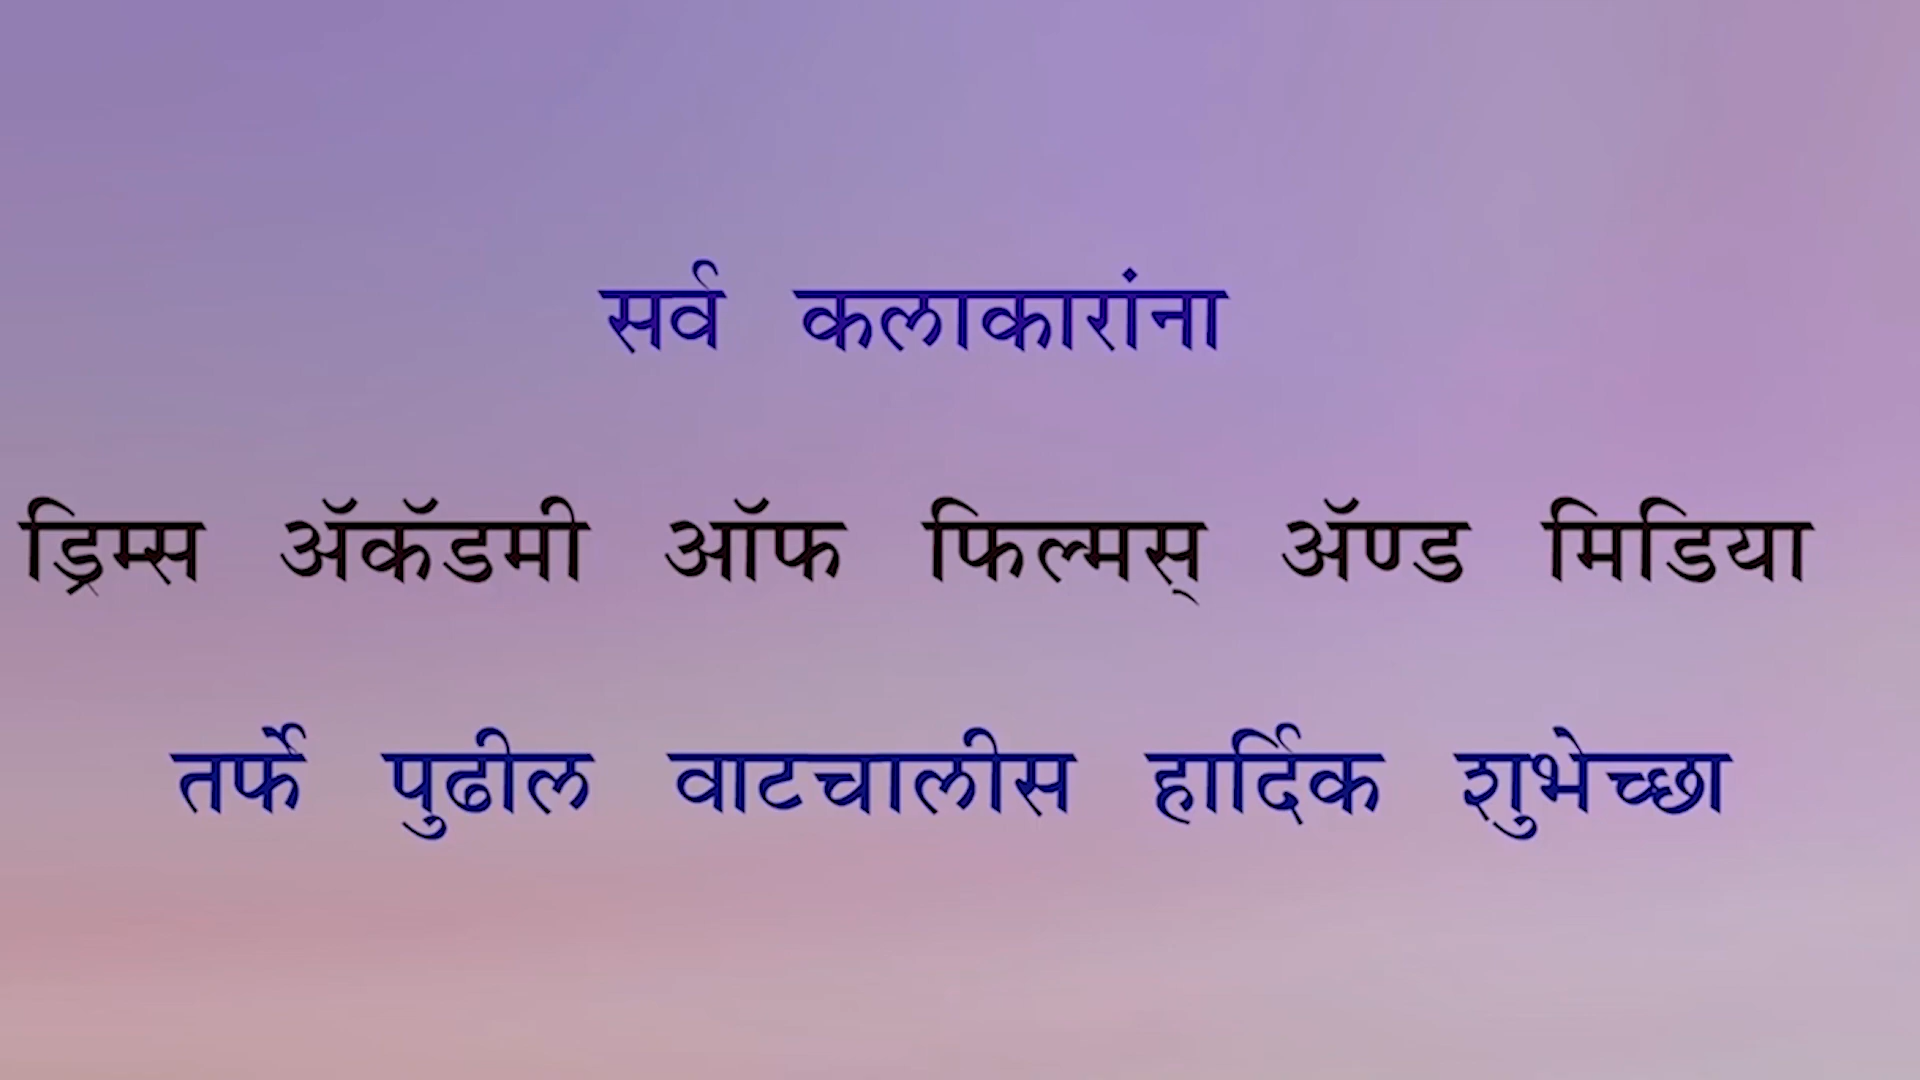 सर्व कलाकारांना
ड्रिम्स ॲकॅडमी ऑफ फिल्मस् ॲण्ड मिडिया
तर्फे पुढील वाटचालीस हार्दिक शुभेच्छा